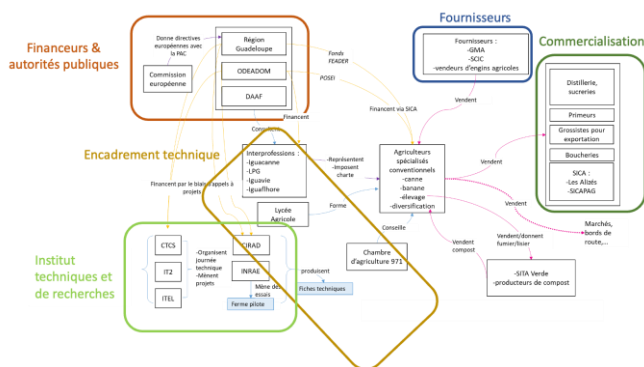 Financeurs &
autorités publiques
Donne directives
européennes avec
la PAC
Commission
européenne
Région
Guadeloupe
ODEADOM
DAAF
Fonds
FEADER
POSEI
Consultent
Financent
Financent via SICA
Fournisseurs
Fournisseurs :
-GMA
-SCIC
-vendeurs d'engins agricoles
Vendent
Commercialisation
Distillerie,
sucreries
Primeurs
Grossistes pour
exportation
Boucheries
SICA :
-Les Alizés
-SICAPAG
Vendent
Vendent
Marchés,
bords de
route,...
Encadrement technique
Interprofessions :
-Iguacanne
-LPG
-Iguavie
-Iguaflhore
-Représentent
-Imposent
charte
Agriculteurs
spécialisés
conventionnels
-canne
-banane
-élevage
-diversification
Financent par le biais d'appels à
projets
Lycée
Agricole
Forme
Conseille
Chambre
d'agriculture 971
Vendent
compost
Vendent/donnent
fumier/lisier
-SITA Verde
-producteurs de compost
Institut
techniques et
de recherches
CTCS
IT2
ITEL
-Organisent
journée
technique
-Mènent
projets
CIRAD
INRAE
Mène des
essais
Ferme pilote
produisent
Fiches techniques